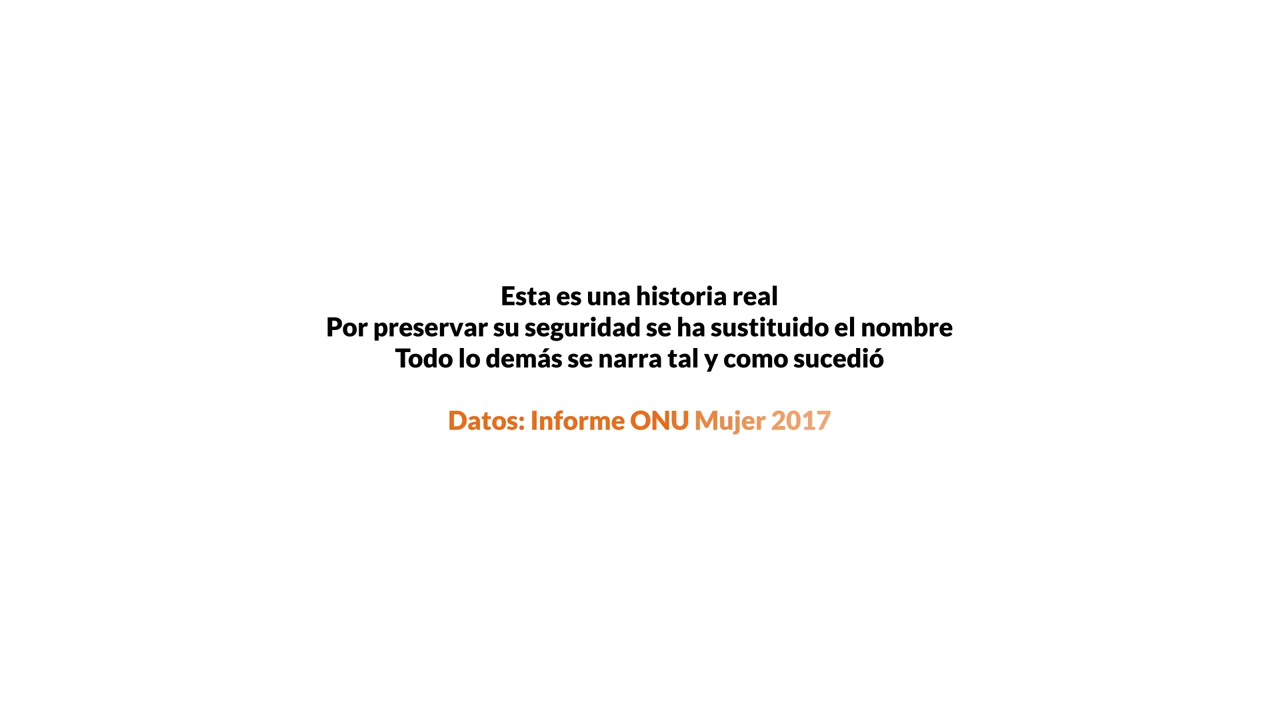 Esta es una historia real
Por preservar su seguridad se ha sustituido el nombre
Todo lo demás se narra tal y como sucedió
Datos: Informe ONU Mujer 2017